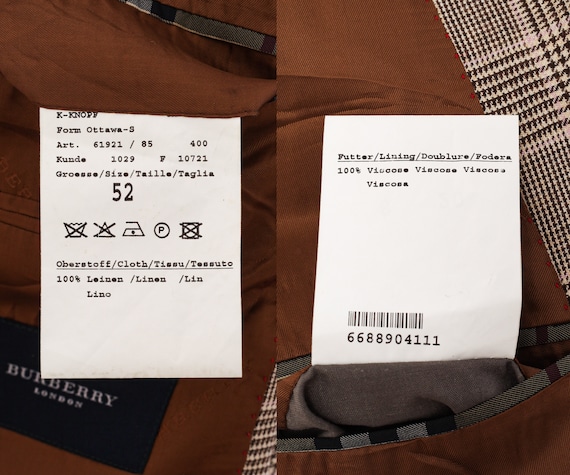 K-KNOPF
Form Ottawa-S
Art. 61921 / 85 400
Kunde 1029 F 10721
Groesse/Size/Taille/Taglia
52
Oberstoff/Cloth/Tissu/Tessuto
100% Leinen /Linen /Lin
Lino
BURBERRY
LONDON
Futter/Lining/Doublure/Fodera
100% Viscose Viscose Viscose
Viscosa
6688904111